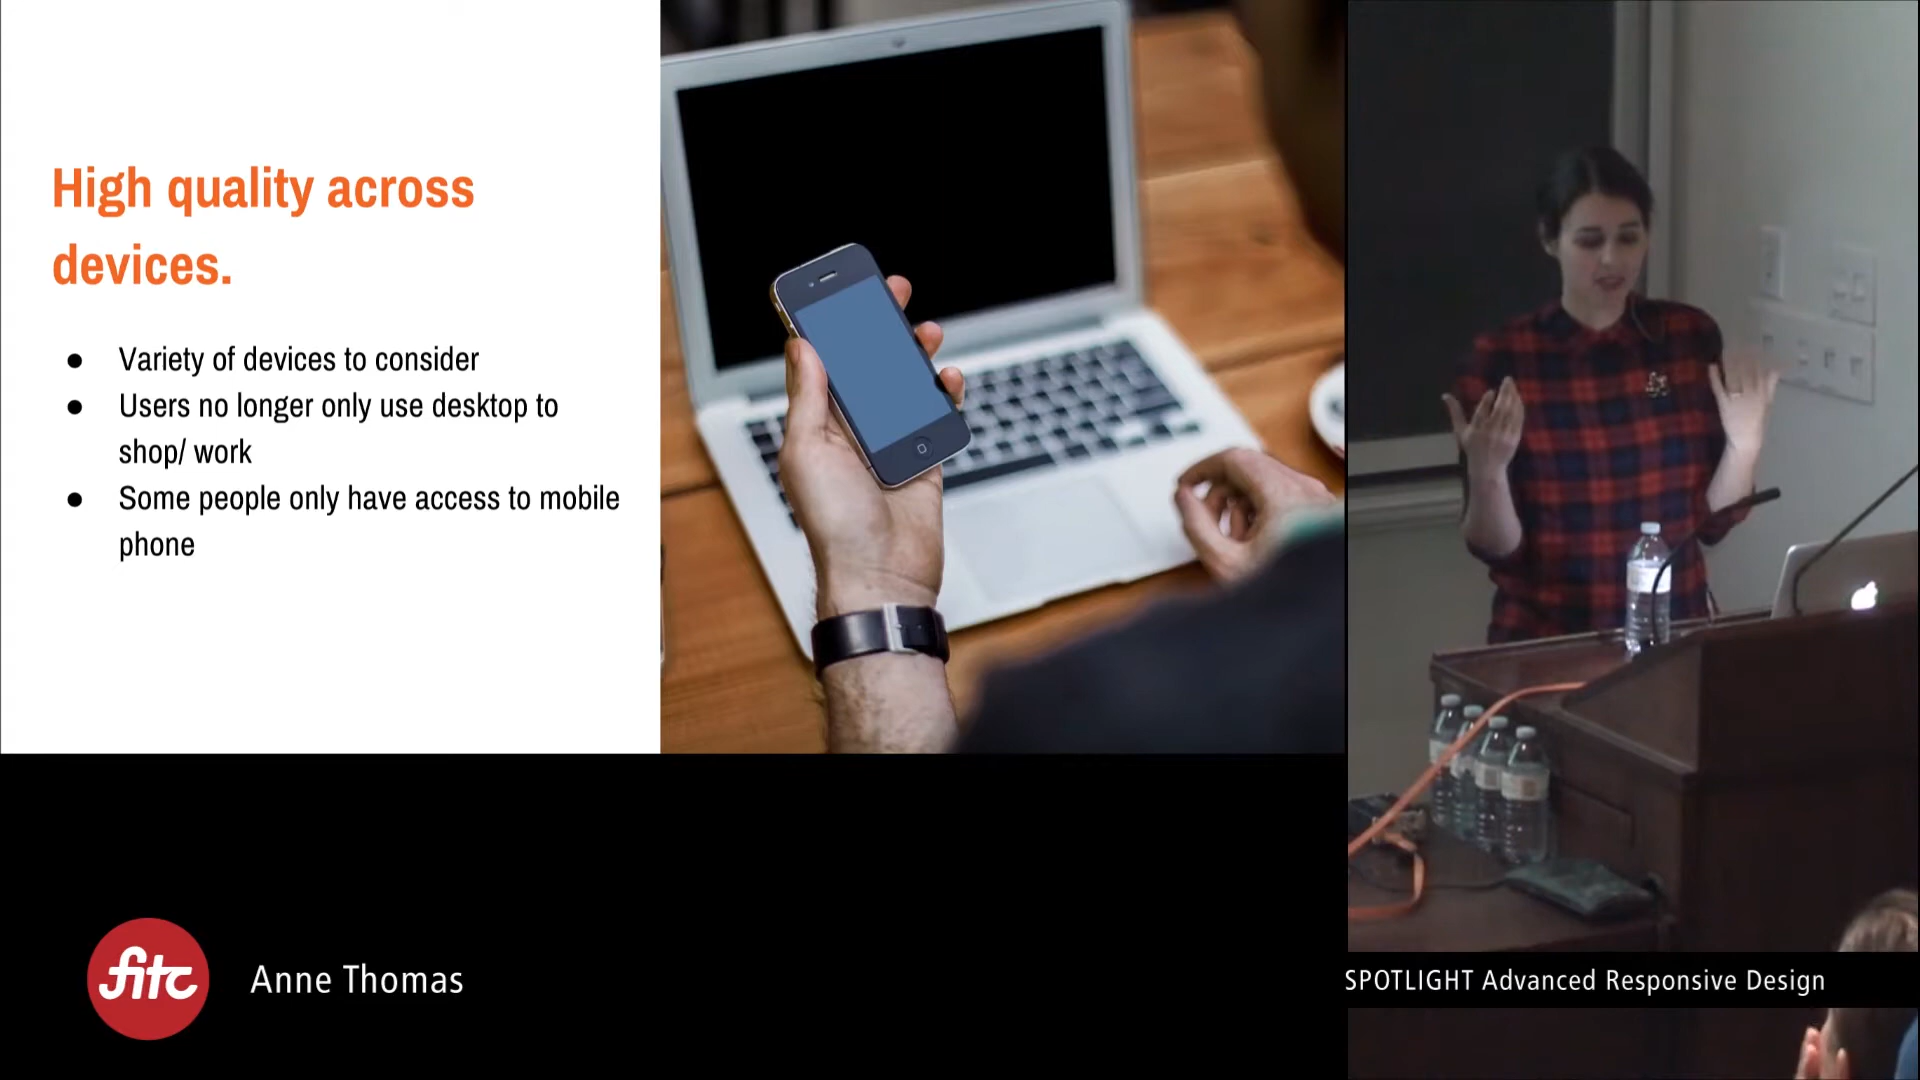 High quality across
devices.
● Variety of devices to consider
● Users no longer only use desktop to
shop/ work
● Some people only have access to mobile
phone
fitc
Anne Thomas
SPOTLIGHT Advanced Responsive Design